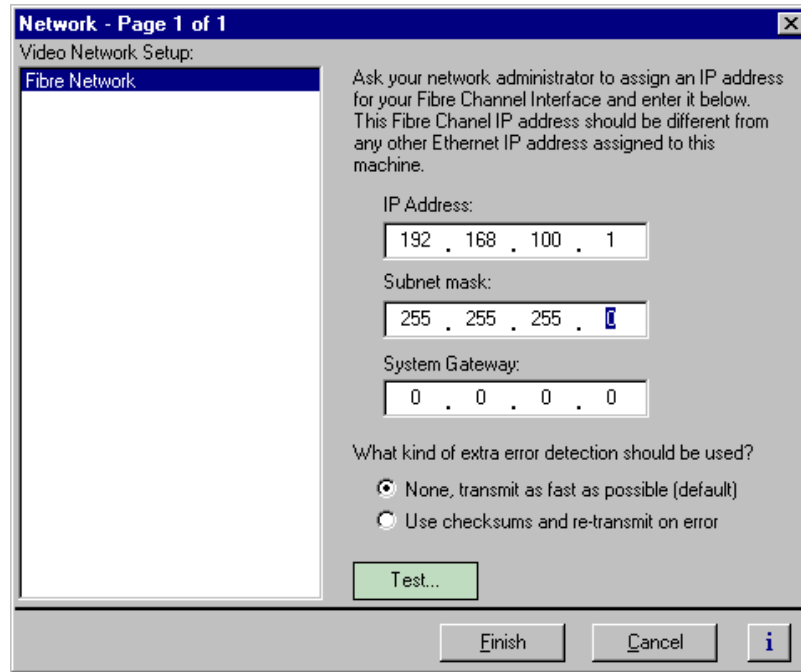 Network - Page 1 of 1
Video Network Setup:
Fibre Network
Ask your network administrator to assign an IP address
for your Fibre Channel Interface and enter it below.
This Fibre Chanel IP address should be different from
any other Ethernet IP address assigned to this
machine.
IP Address:
192 . 168 . 100 . 1
Subnet mask:
255 . 255 . 255 . 0
System Gateway:
0 . 0 . 0 . 0
What kind of extra error detection should be used?
None, transmit as fast as possible (default)
Use checksums and re-transmit on error
Test...
Finish
Cancel
i